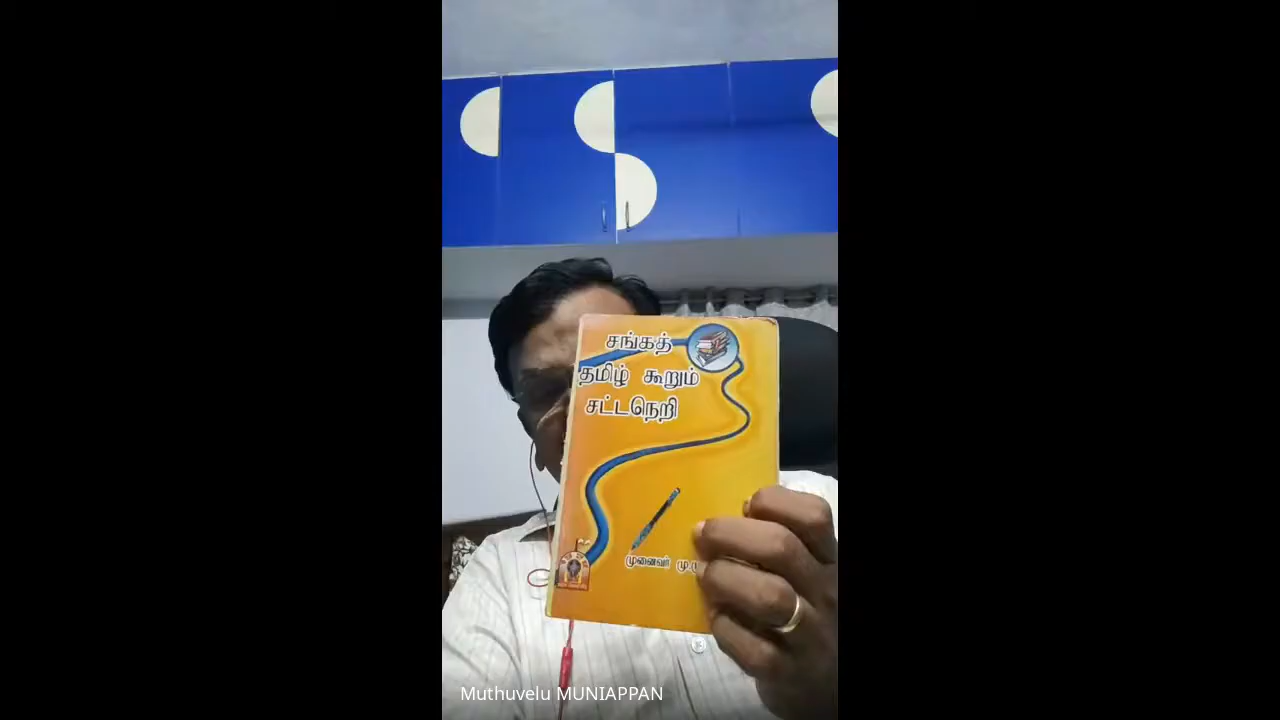 சங்கத்
தமிழ் கூறும்
சட்டநெறி
முனைவர் மு.
Muthuvelu MUNIAPPAN